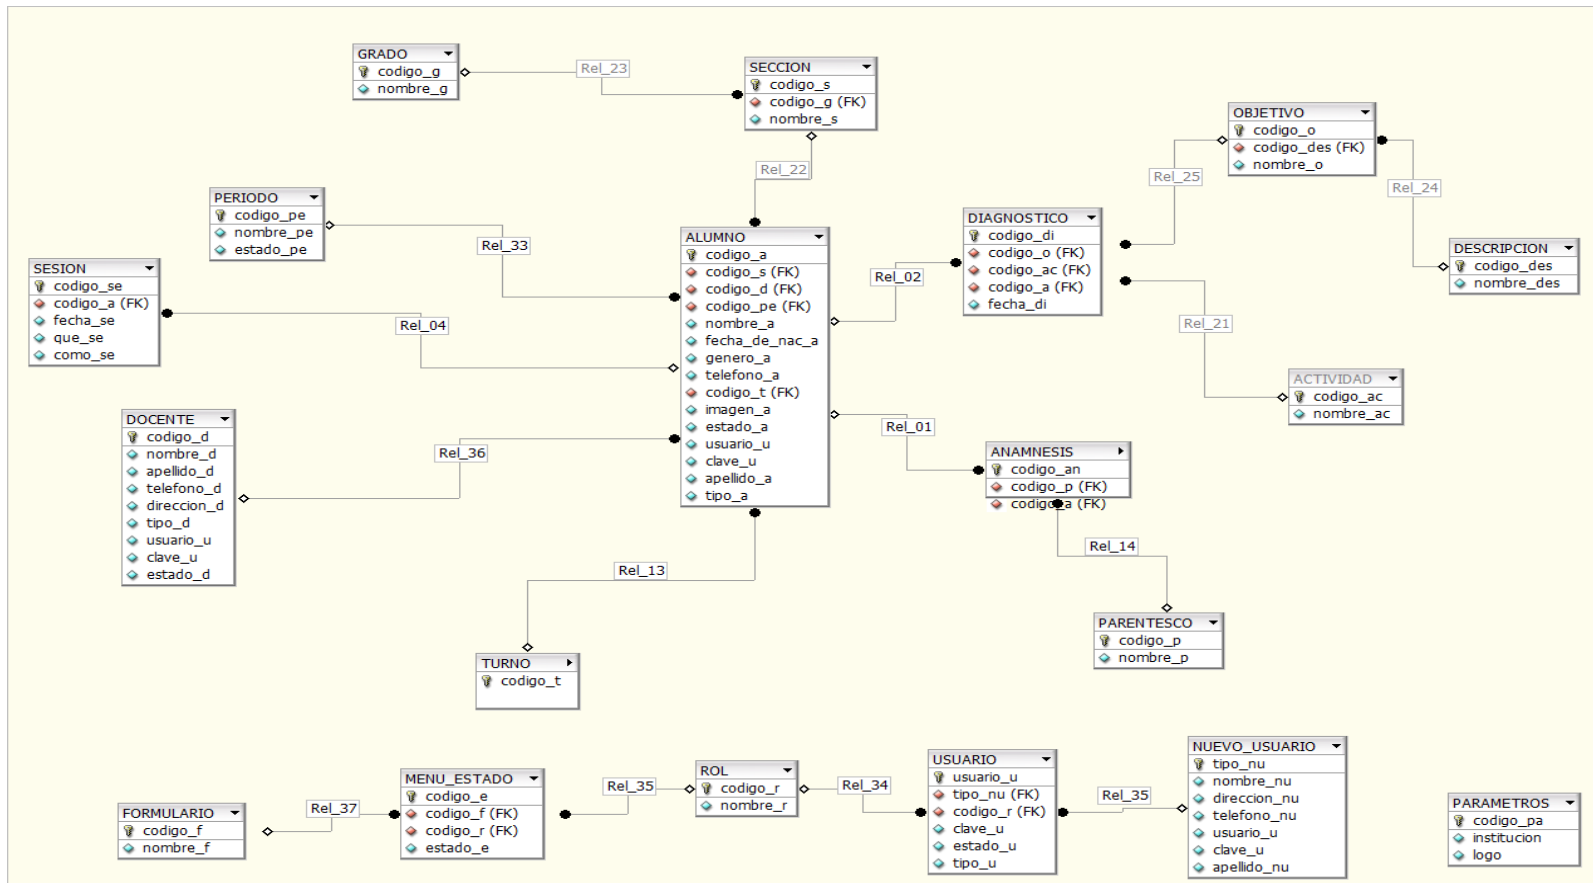 GRADO
codigo_g
nombre_g
Rel_23
SECCION
codigo_s
codigo_g (FK)
nombre_s
Rel_22
OBJETIVO
codigo_o
codigo_des (FK)
nombre_o
Rel_25
Rel_24
PERIODO
codigo_pe
nombre_pe
estado_pe
Rel_33
ALUMNO
codigo_a
codigo_s (FK)
codigo_d (FK)
codigo_pe (FK)
nombre_a
fecha_de_nac_a
genero_a
telefono_a
codigo_t (FK)
imagen_a
estado_a
usuario_u
clave_u
apellido_a
tipo_a
DIAGNOSTICO
codigo_di
codigo_o (FK)
codigo_ac (FK)
codigo_a (FK)
fecha_di
Rel_02
DESCRIPCION
codigo_des
nombre_des
SESION
codigo_se
codigo_a (FK)
fecha_se
que_se
como_se
Rel_04
Rel_21
ACTIVIDAD
codigo_ac
nombre_ac
DOCENTE
codigo_d
nombre_d
apellido_d
telefono_d
direccion_d
tipo_d
usuario_u
clave_u
estado_d
Rel_36
Rel_01
ANAMNESIS
codigo_an
codigo_p (FK)
codigo_a (FK)
Rel_14
Rel_13
PARENTESCO
codigo_p
nombre_p
TURNO
codigo_t
FORMULARIO
codigo_f
nombre_f
Rel_37
MENU_ESTADO
codigo_e
codigo_f (FK)
codigo_r (FK)
estado_e
Rel_35
ROL
codigo_r
nombre_r
Rel_34
USUARIO
usuario_u
tipo_nu (FK)
codigo_r (FK)
clave_u
estado_u
tipo_u
Rel_35
NUEVO_USUARIO
tipo_nu
nombre_nu
direccion_nu
telefono_nu
usuario_u
clave_u
apellido_nu
PARAMETROS
codigo_pa
institucion
logo